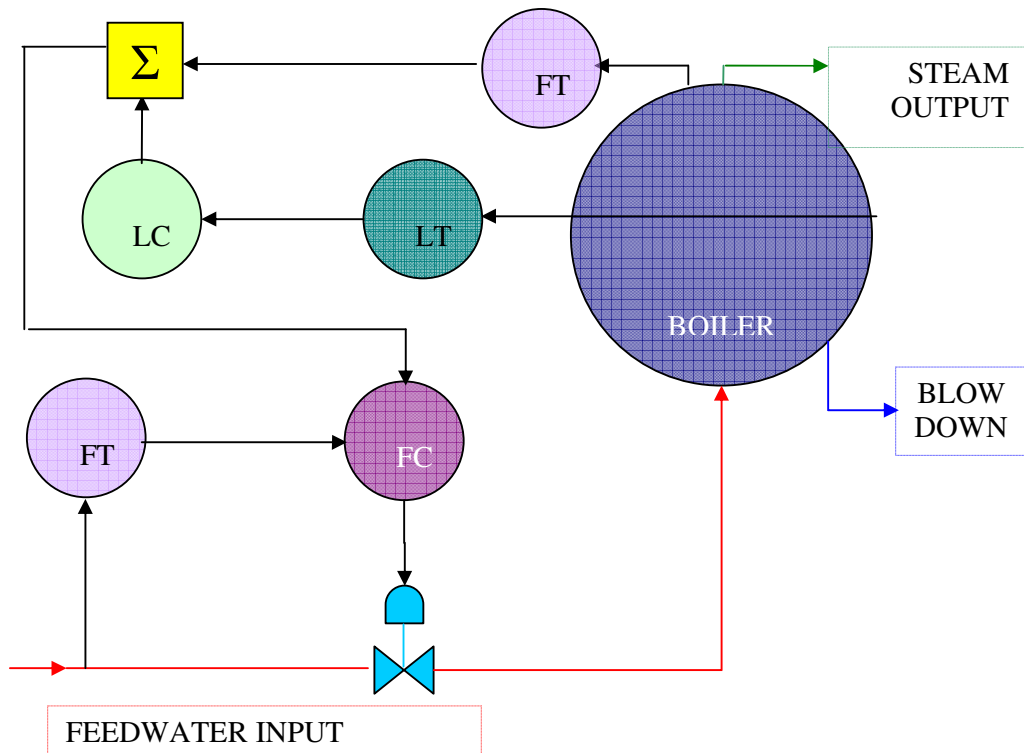 Σ
FT
STEAM
OUTPUT
LC
LT
BOILER
BLOW
DOWN
FT
FC
FEEDWATER INPUT